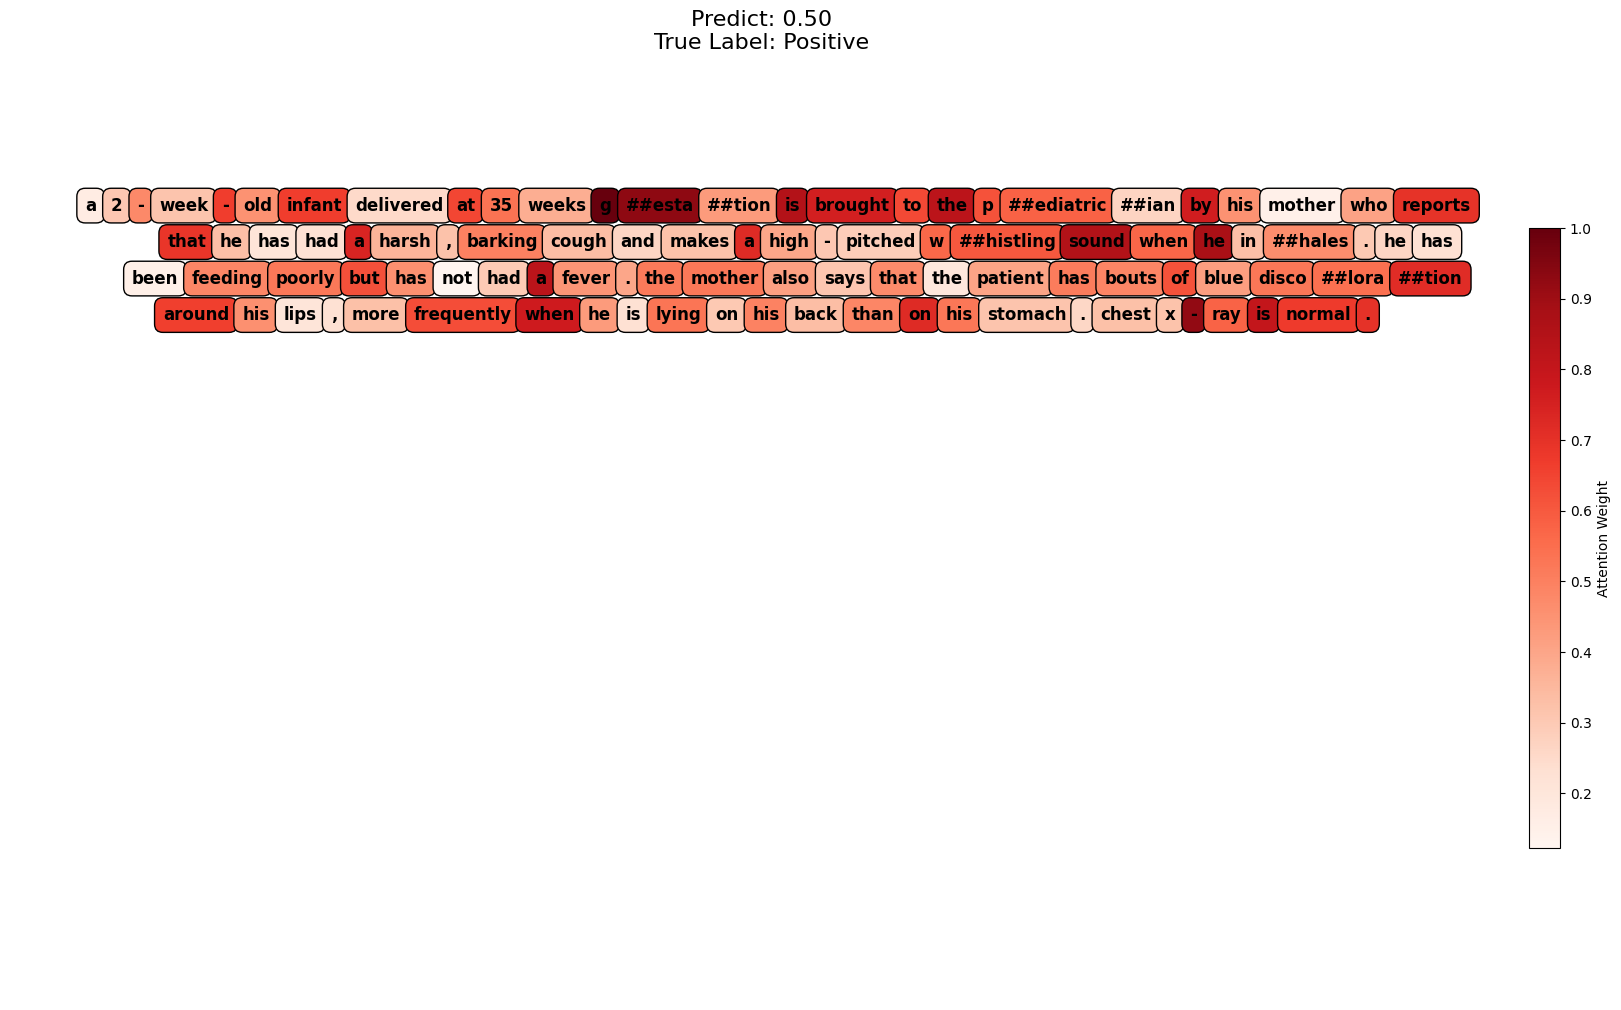 Predict: 0.50
True Label: Positive
a 2 - week - old infant delivered at 35 weeks g ##esta ##tion is brought to the p ##ediatric ##ian by his mother who reports
that he has had a harsh , barking cough and makes a high - pitched w ##histling sound when he in ##hales . he has
been feeding poorly but has not had a fever . the mother also says that the patient has bouts of blue disco ##lora ##tion
around his lips , more frequently when he is lying on his back than on his stomach . chest x - ray is normal .
1.0
0.9
0.8
0.7
0.6
0.5
0.4
0.3
0.2
Attention Weight